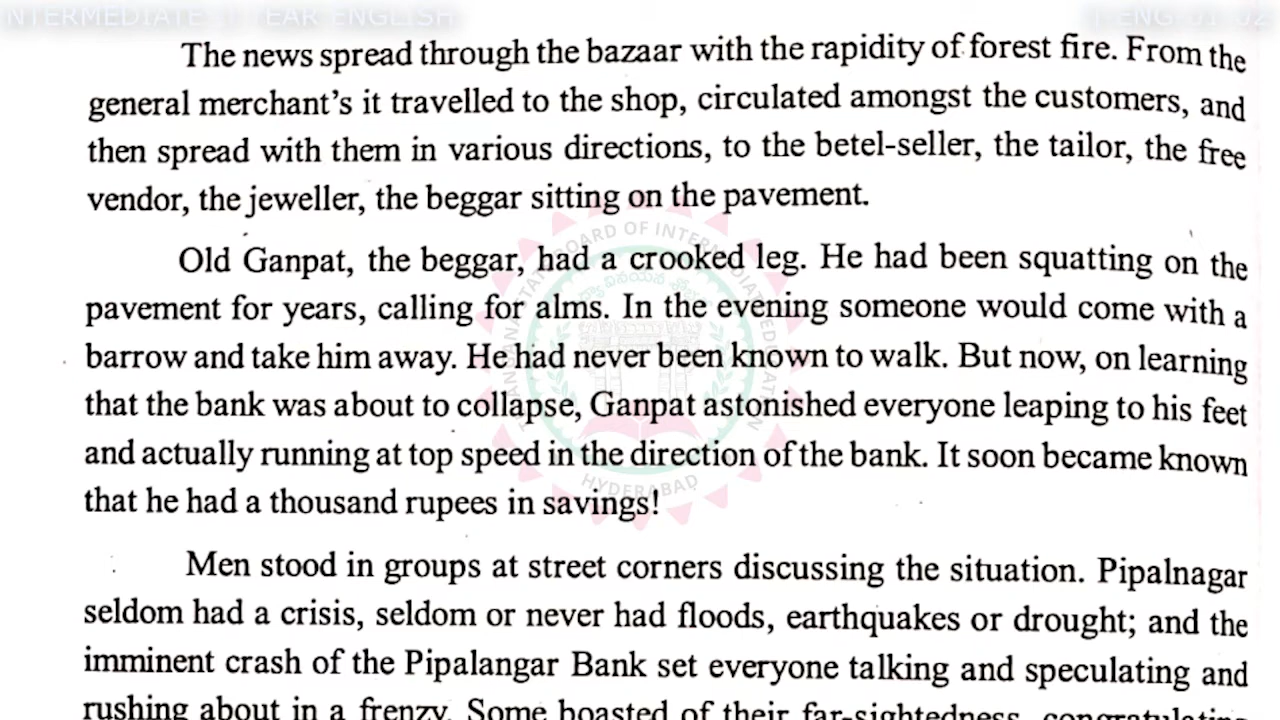 INTERMEDIATE II YEAR ENGLISH
The news spread through the bazaar with the rapidity of forest fire. From the
general merchant's it travelled to the shop, circulated amongst the customers, and
then spread with them in various directions, to the betel-seller, the tailor, the free
vendor, the jeweller, the beggar sitting on the pavement.
Old Ganpat, the beggar, had a crooked leg. He had been squatting on the
pavement for years, calling for alms. In the evening someone would come with a
barrow and take him away. He had never been known to walk. But now, on learning
that the bank was about to collapse, Ganpat astonished everyone leaping to his feet
and actually running at top speed in the direction of the bank. It soon became known
that he had a thousand rupees in savings!
HYDERABAD
Men stood in groups at street corners discussing the situation. Pipalnagar
seldom had a crisis, seldom or never had floods, earthquakes or drought; and the
imminent crash of the Pipalangar Bank set everyone talking and speculating and
rushing about in a frenzy. Some boasted of their far-sightedness, congratulating